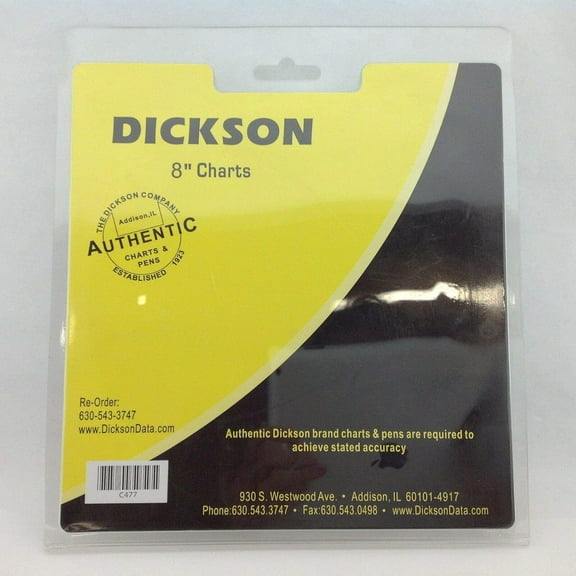 DICKSON
8" Charts
THE DICKSON COMPANY
Addison, IL
AUTHENTIC
CHARTS &
PENS
ESTABLISHED 1923
Re-Order:
630-543-3747
www.DicksonData.com
Authentic Dickson brand charts & pens are required to
achieve stated accuracy
C477
930 S. Westwood Ave. • Addison, IL 60101-4917
Phone:630.543.3747 • Fax:630.543.0498 • www.DicksonData.com